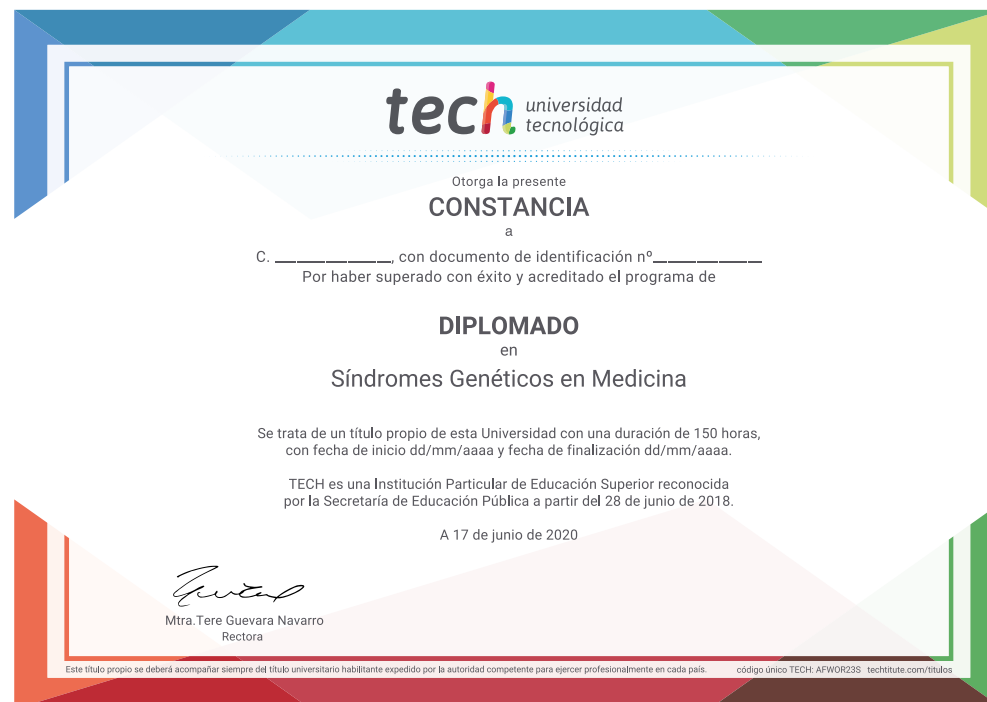 tech universidad
tecnológica
Otorga la presente
CONSTANCIA
a
C. ______________, con documento de identificación nº_____________
Por haber superado con éxito y acreditado el programa de
DIPLOMADO
en
Síndromes Genéticos en Medicina
Se trata de un título propio de esta Universidad con una duración de 150 horas,
con fecha de inicio dd/mm/aaaa y fecha de finalización dd/mm/aaaa.
TECH es una Institución Particular de Educación Superior reconocida
por la Secretaría de Educación Pública a partir del 28 de junio de 2018.
A 17 de junio de 2020
Mtra.Tere Guevara Navarro
Rectora
Este título propio se deberá acompañar siempre del título universitario habilitante expedido por la autoridad competente para ejercer profesionalmente en cada país. código único TECH: AFWOR23S techtitute.com/titulos